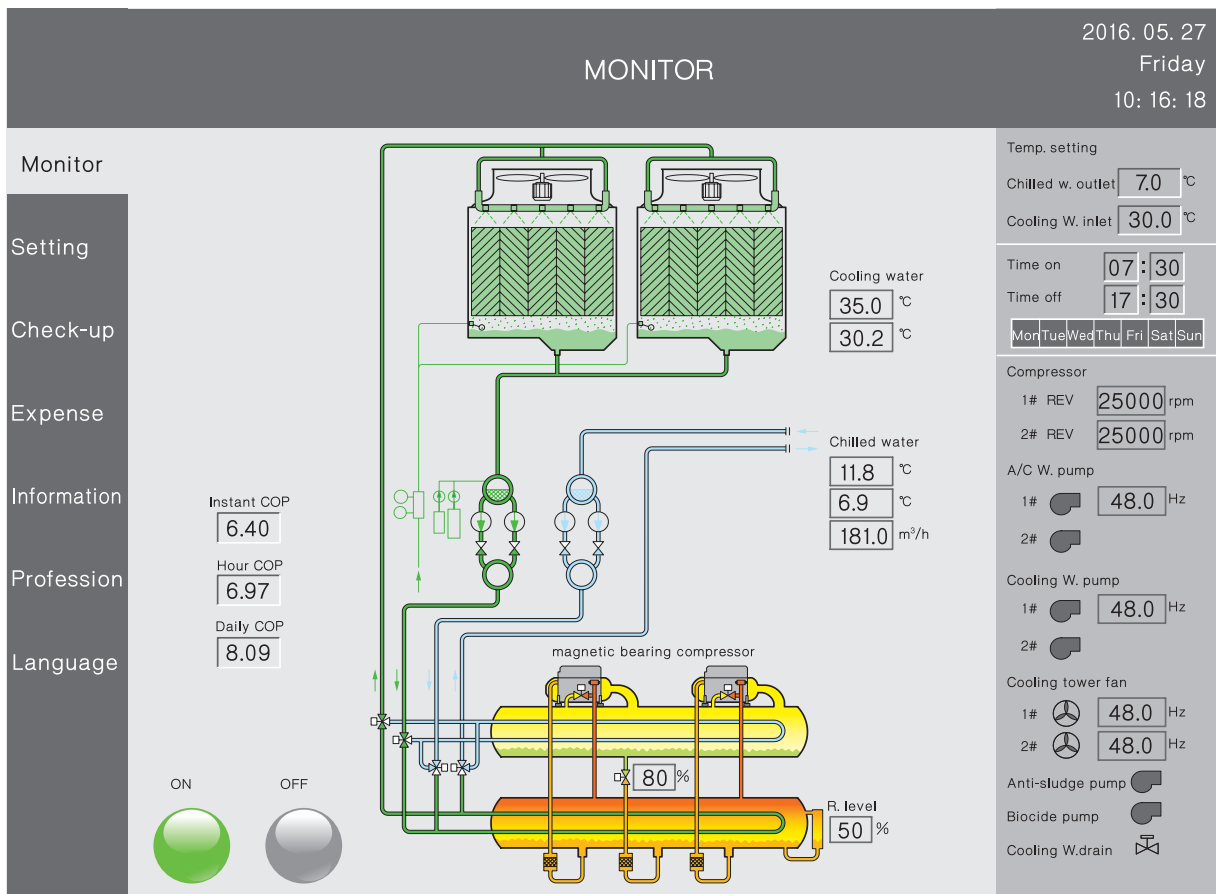 MONITOR
2016. 05. 27
Friday
10: 16: 18
Monitor
Setting
Check-up
Expense
Information
Profession
Language
Instant COP
6.40
Hour COP
6.97
Daily COP
8.09
ON OFF
Cooling water
35.0 ℃
30.2 ℃
Chilled water
11.8 ℃
6.9 ℃
181.0 m³/h
magnetic bearing compressor
80 %
R. level
50 %
Temp. setting
Chilled w. outlet 7.0 ℃
Cooling W. inlet 30.0 ℃
Time on 07 : 30
Time off 17 : 30
Mon Tue Wed Thu Fri Sat Sun
Compressor
1# REV 25000 rpm
2# REV 25000 rpm
A/C W. pump
1# 48.0 Hz
2#
Cooling W. pump
1# 48.0 Hz
2#
Cooling tower fan
1# 48.0 Hz
2# 48.0 Hz
Anti-sludge pump
Biocide pump
Cooling W.drain